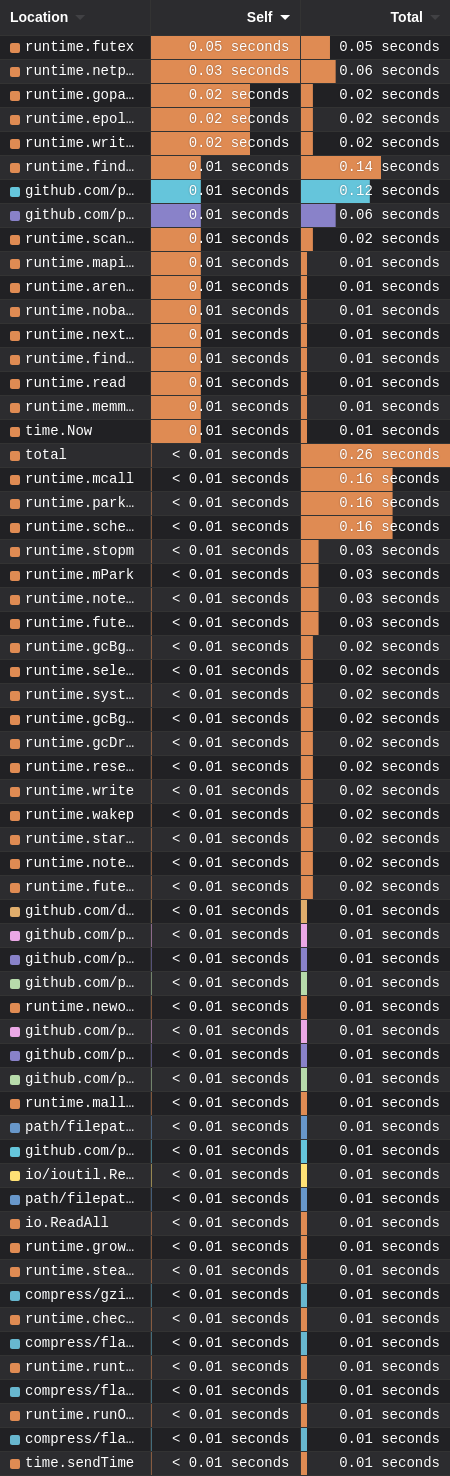 Location Self Total
runtime.futex 0.05 seconds 0.05 seconds
runtime.netp… 0.03 seconds 0.06 seconds
runtime.gopa… 0.02 seconds 0.02 seconds
runtime.epol… 0.02 seconds 0.02 seconds
runtime.writ… 0.02 seconds 0.02 seconds
runtime.find… 0.01 seconds 0.14 seconds
github.com/p… 0.01 seconds 0.12 seconds
github.com/p… 0.01 seconds 0.06 seconds
runtime.scan… 0.01 seconds 0.02 seconds
runtime.mapi… 0.01 seconds 0.01 seconds
runtime.aren… 0.01 seconds 0.01 seconds
runtime.noba… 0.01 seconds 0.01 seconds
runtime.next… 0.01 seconds 0.01 seconds
runtime.find… 0.01 seconds 0.01 seconds
runtime.read 0.01 seconds 0.01 seconds
runtime.memm… 0.01 seconds 0.01 seconds
time.Now 0.01 seconds 0.01 seconds
total < 0.01 seconds 0.26 seconds
runtime.mcall < 0.01 seconds 0.16 seconds
runtime.park… < 0.01 seconds 0.16 seconds
runtime.sche… < 0.01 seconds 0.16 seconds
runtime.stopm < 0.01 seconds 0.03 seconds
runtime.mPark < 0.01 seconds 0.03 seconds
runtime.note… < 0.01 seconds 0.03 seconds
runtime.fute… < 0.01 seconds 0.03 seconds
runtime.gcBg… < 0.01 seconds 0.02 seconds
runtime.sele… < 0.01 seconds 0.02 seconds
runtime.syst… < 0.01 seconds 0.02 seconds
runtime.gcBg… < 0.01 seconds 0.02 seconds
runtime.gcDr… < 0.01 seconds 0.02 seconds
runtime.rese… < 0.01 seconds 0.02 seconds
runtime.write < 0.01 seconds 0.02 seconds
runtime.wakep < 0.01 seconds 0.02 seconds
runtime.star… < 0.01 seconds 0.02 seconds
runtime.note… < 0.01 seconds 0.02 seconds
runtime.fute… < 0.01 seconds 0.02 seconds
github.com/d… < 0.01 seconds 0.01 seconds
github.com/p… < 0.01 seconds 0.01 seconds
github.com/p… < 0.01 seconds 0.01 seconds
github.com/p… < 0.01 seconds 0.01 seconds
runtime.newo… < 0.01 seconds 0.01 seconds
github.com/p… < 0.01 seconds 0.01 seconds
github.com/p… < 0.01 seconds 0.01 seconds
github.com/p… < 0.01 seconds 0.01 seconds
runtime.mall… < 0.01 seconds 0.01 seconds
path/filepat… < 0.01 seconds 0.01 seconds
github.com/p… < 0.01 seconds 0.01 seconds
io/ioutil.Re… < 0.01 seconds 0.01 seconds
path/filepat… < 0.01 seconds 0.01 seconds
io.ReadAll < 0.01 seconds 0.01 seconds
runtime.grow… < 0.01 seconds 0.01 seconds
runtime.stea… < 0.01 seconds 0.01 seconds
compress/gzi… < 0.01 seconds 0.01 seconds
runtime.chec… < 0.01 seconds 0.01 seconds
compress/fla… < 0.01 seconds 0.01 seconds
runtime.runt… < 0.01 seconds 0.01 seconds
compress/fla… < 0.01 seconds 0.01 seconds
runtime.runO… < 0.01 seconds 0.01 seconds
compress/fla… < 0.01 seconds 0.01 seconds
time.sendTime < 0.01 seconds 0.01 seconds